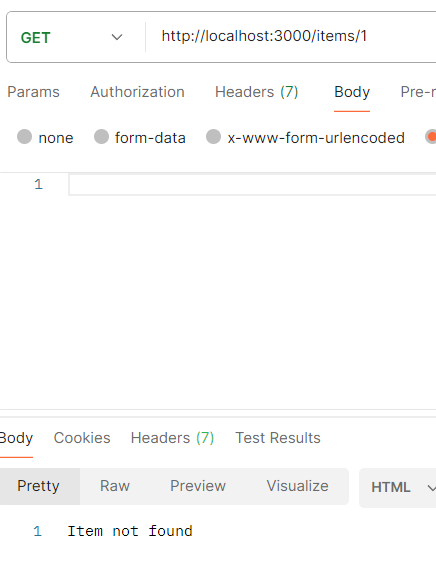 GET http://localhost:3000/items/1
Params Authorization Headers (7) Body Pre-r
none form-data x-www-form-urlencoded
1
Body Cookies Headers (7) Test Results
Pretty Raw Preview Visualize HTML
1 Item not found